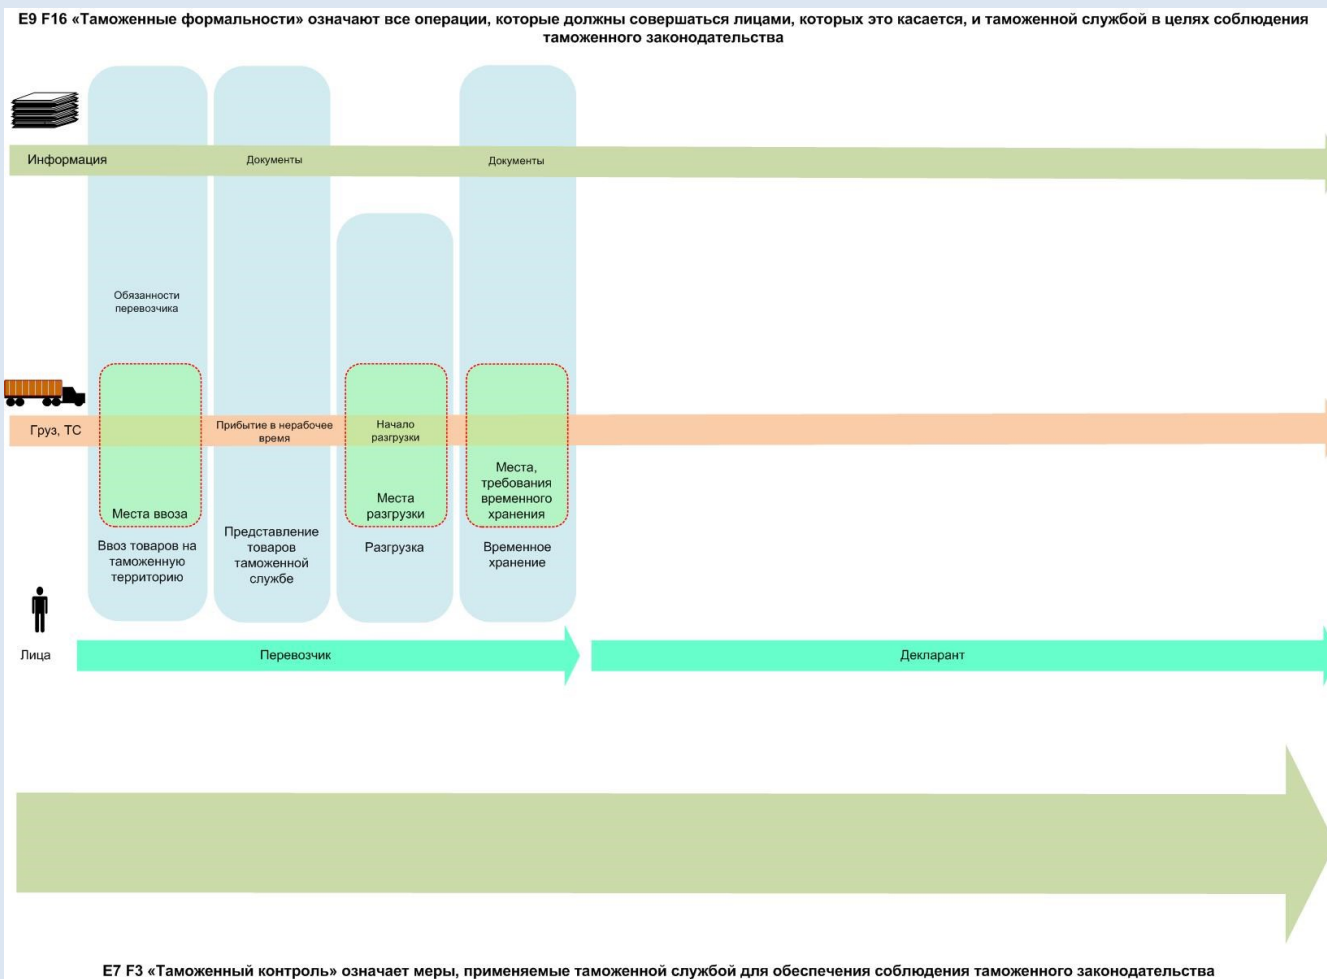 E9 F16 «Таможенные формальности» означают все операции, которые должны совершаться лицами, которых это касается, и таможенной службой в целях соблюдения
таможенного законодательства
Информация
Документы
Документы
Обязанности
перевозчика
Груз, ТС
Прибытие в нерабочее
время
Начало
разгрузки
Места ввоза
Места
разгрузки
Места,
требования
временного
хранения
Ввоз товаров на
таможенную
территорию
Представление
товаров
таможенной
службе
Разгрузка
Временное
хранение
Лица
Перевозчик
Декларант
E7 F3 «Таможенный контроль» означает меры, применяемые таможенной службой для обеспечения соблюдения таможенного законодательства